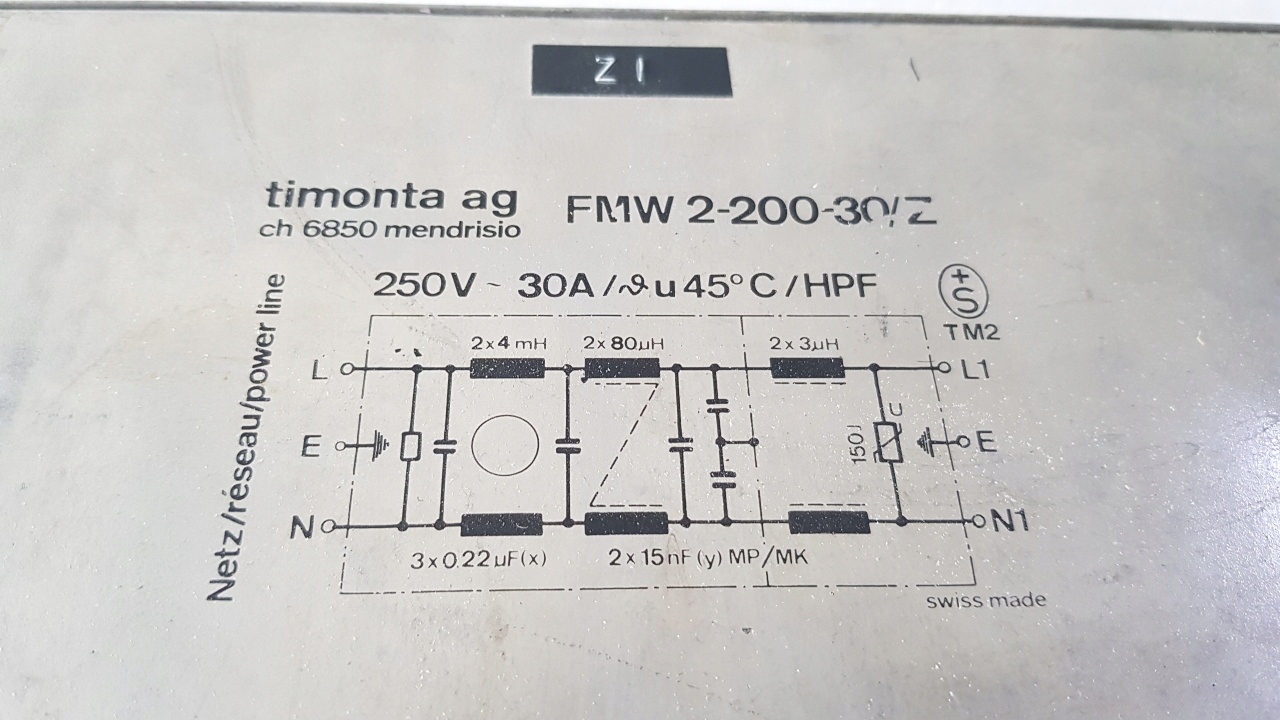 Z 1
timonta ag
ch 6850 mendrisio
FMW 2-200-30/Z
250V ~ 30A/ϑu 45°C/HPF
+S
TM2
Netz/réseau/power line
2x4 mH
2x80µH
2x3µH
L
L1
E
150J
C
E
N
N1
3x0.22µF(x)
2x15nF(y) MP/MK
swiss made